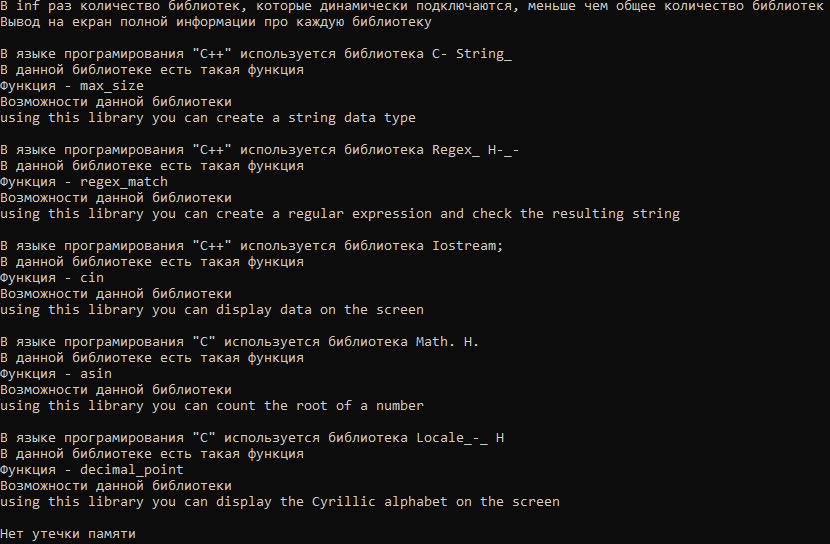 В inf раз количество библиотек, которые динамически подключаются, меньше чем общее количество библиотек
Вывод на екран полной информации про каждую библиотеку
В языке програмирования "C++" используется библиотека C- String_
В данной библиотеке есть такая функция
Функция - max_size
Возможности данной библиотеки
using this library you can create a string data type
В языке програмирования "C++" используется библиотека Regex_ H-_-
В данной библиотеке есть такая функция
Функция - regex_match
Возможности данной библиотеки
using this library you can create a regular expression and check the resulting string
В языке програмирования "C++" используется библиотека Iostream;
В данной библиотеке есть такая функция
Функция - cin
Возможности данной библиотеки
using this library you can display data on the screen
В языке програмирования "C" используется библиотека Math. H.
В данной библиотеке есть такая функция
Функция - asin
Возможности данной библиотеки
using this library you can count the root of a number
В языке програмирования "C" используется библиотека Locale_-_ H
В данной библиотеке есть такая функция
Функция - decimal_point
Возможности данной библиотеки
using this library you can display the Cyrillic alphabet on the screen
Нет утечки памяти